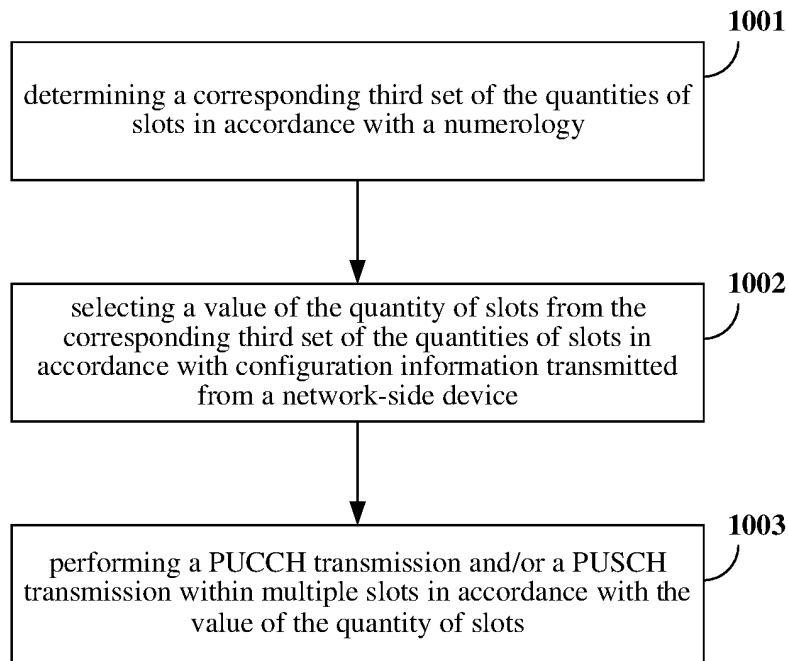 1001
determining a corresponding third set of the quantities of
slots in accordance with a numerology
1002
selecting a value of the quantity of slots from the
corresponding third set of the quantities of slots in
accordance with configuration information transmitted
from a network-side device
1003
performing a PUCCH transmission and/or a PUSCH
transmission within multiple slots in accordance with the
value of the quantity of slots